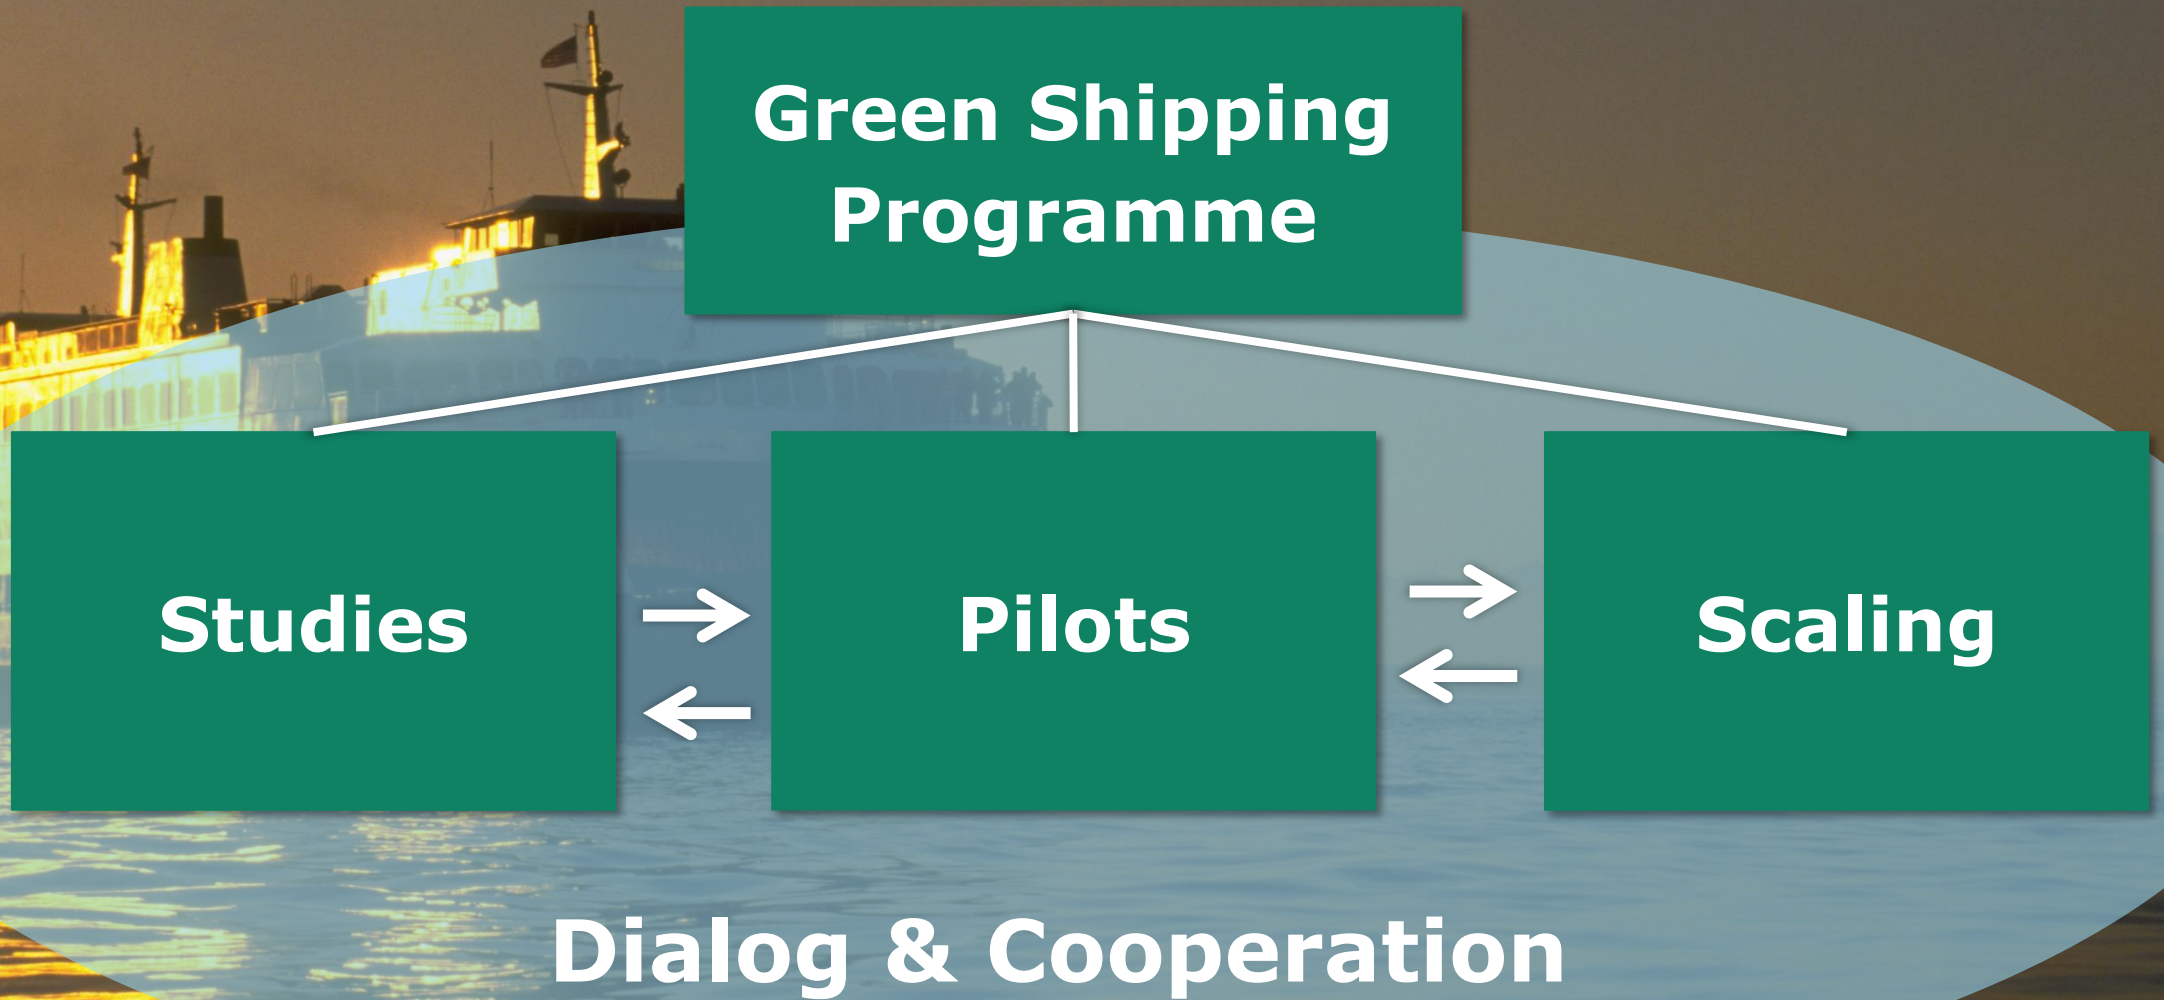 Green Shipping
Programme
Studies
Pilots
Scaling
Dialog & Cooperation